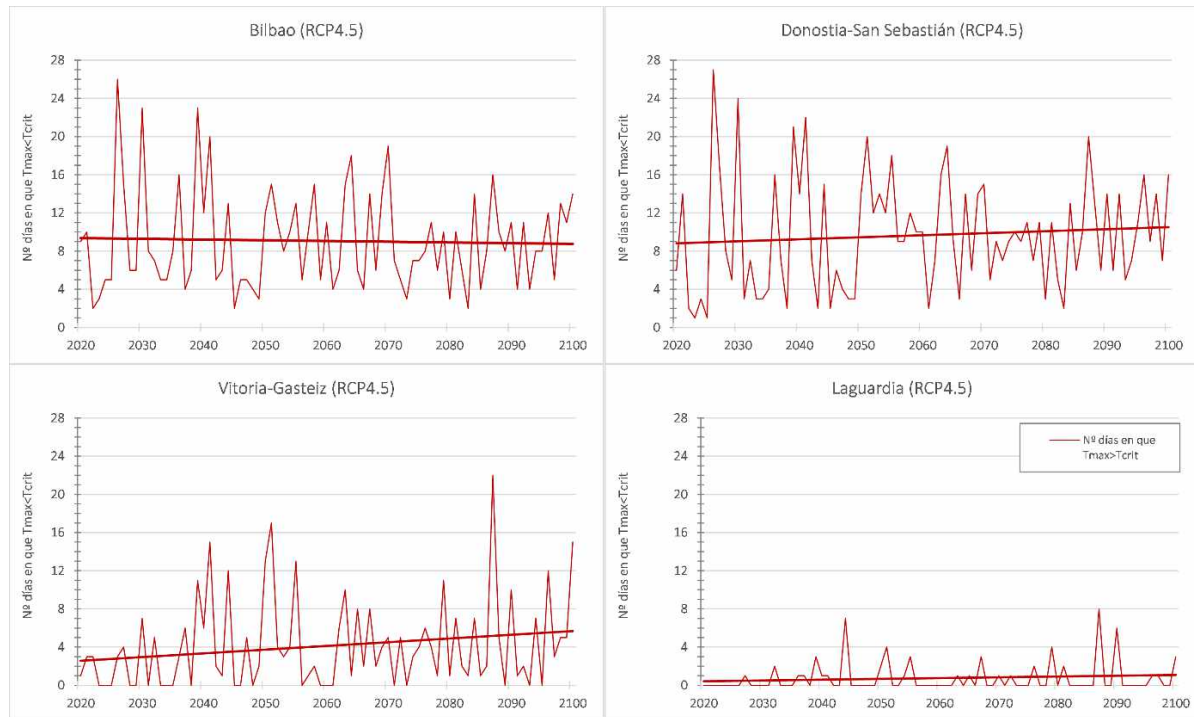 Bilbao (RCP4.5)
Nº días en que Tmax<Tcrit
28
24
20
16
12
8
4
0
2020 2030 2040 2050 2060 2070 2080 2090 2100
Donostia-San Sebastián (RCP4.5)
Nº días en que Tmax<Tcrit
28
24
20
16
12
8
4
0
2020 2030 2040 2050 2060 2070 2080 2090 2100
Vitoria-Gasteiz (RCP4.5)
Nº días en que Tmax<Tcrit
28
24
20
16
12
8
4
0
2020 2030 2040 2050 2060 2070 2080 2090 2100
Laguardia (RCP4.5)
Nº días en que Tmax<Tcrit
28
24
20
16
12
8
4
0
2020 2030 2040 2050 2060 2070 2080 2090 2100
Nº días en que
Tmax>Tcrit